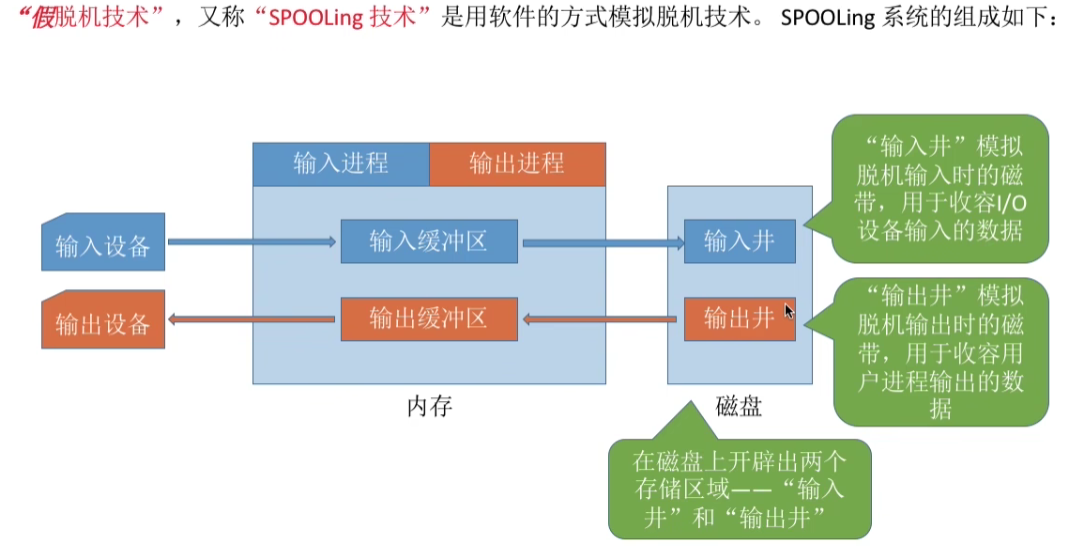 “假脱机技术”，又称“SPOOLing 技术”是用软件的方式模拟脱机技术。SPOOLing 系统的组成如下：
输入进程
输出进程
输入设备
输入缓冲区
输入井
输出设备
输出缓冲区
输出井
内存
磁盘
“输入井”模拟
脱机输入时的磁
带，用于收容I/O
设备输入的数据
“输出井”模拟
脱机输出时的磁
带，用于收容用
户进程输出的数
据
在磁盘上开辟出两个
存储区域——“输入
井”和“输出井”